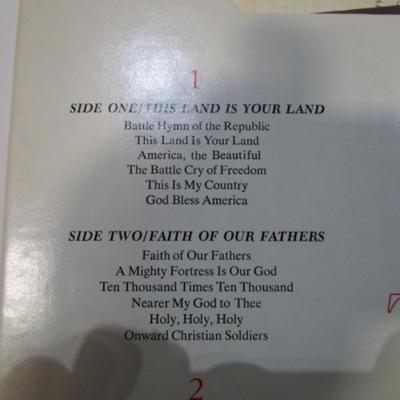 1
SIDE ONE/THIS LAND IS YOUR LAND
Battle Hymn of the Republic
This Land Is Your Land
America, the Beautiful
The Battle Cry of Freedom
This Is My Country
God Bless America
SIDE TWO/FAITH OF OUR FATHERS
Faith of Our Fathers
A Mighty Fortress Is Our God
Ten Thousand Times Ten Thousand
Nearer My God to Thee
Holy, Holy, Holy
Onward Christian Soldiers
2